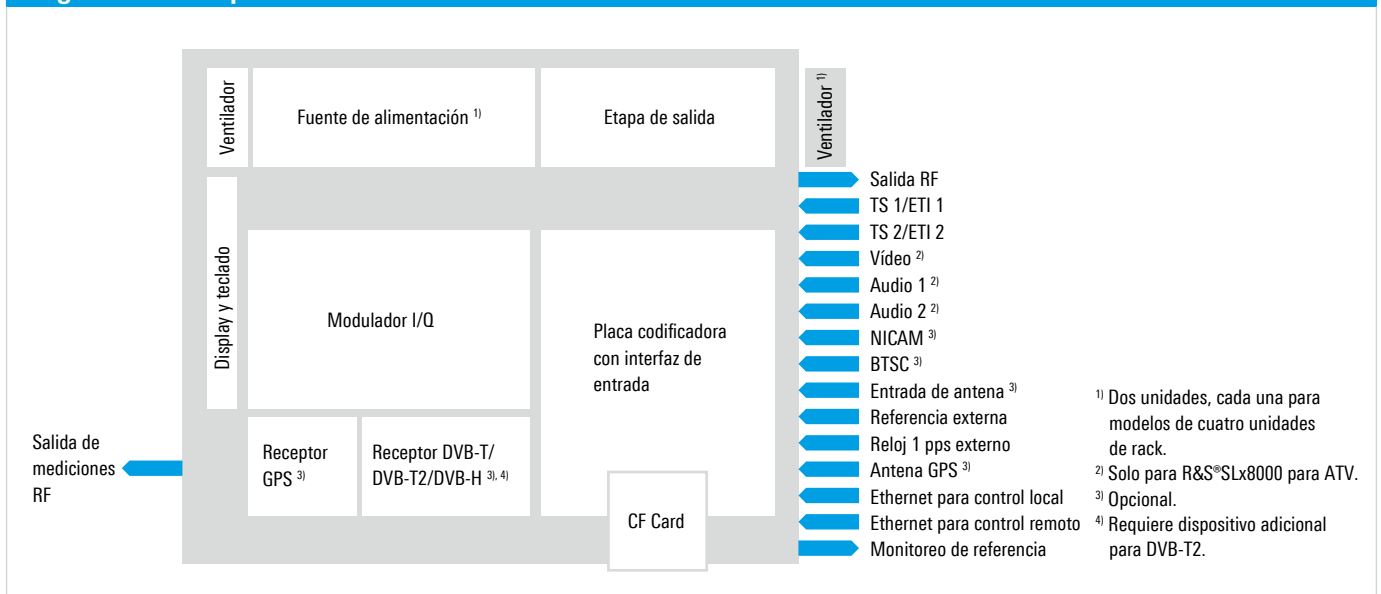 Ventilador
Fuente de alimentación 1)
Etapa de salida
Ventilador 1)
Display y teclado
Modulador I/Q
Placa codificadora
con interfaz de
entrada
Receptor
GPS 3)
Receptor DVB-T/
DVB-T2/DVB-H 3), 4)
CF Card
Salida de
mediciones
RF
Salida RF
TS 1/ETI 1
TS 2/ETI 2
Vídeo 2)
Audio 1 2)
Audio 2 2)
NICAM 3)
BTSC 3)
Entrada de antena 3)
Referencia externa
Reloj 1 pps externo
Antena GPS 3)
Ethernet para control local
Ethernet para control remoto
Monitoreo de referencia
1) Dos unidades, cada una para
modelos de cuatro unidades
de rack.
2) Solo para R&S®SLx8000 para ATV.
3) Opcional.
4) Requiere dispositivo adicional
para DVB-T2.